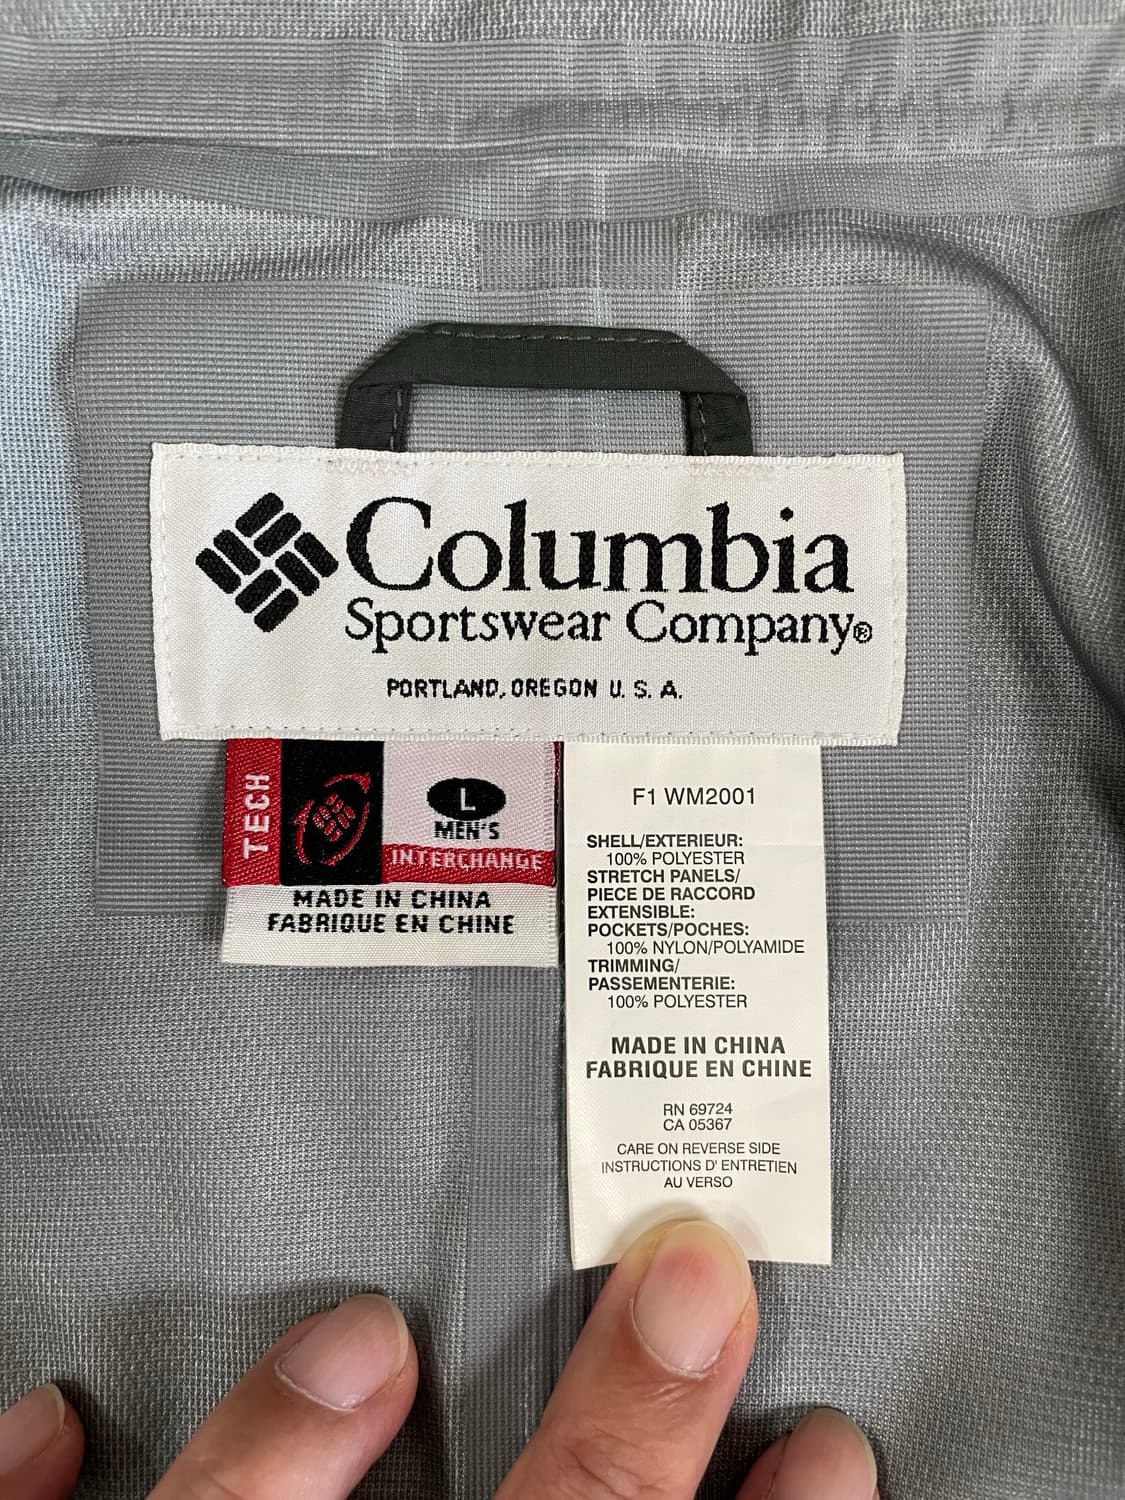 Columbia
Sportswear Company®
PORTLAND, OREGON U. S. A.
TECH
L
MEN'S
INTERCHANGE
MADE IN CHINA
FABRIQUE EN CHINE
F1 WM2001
SHELL/EXTERIEUR:
100% POLYESTER
STRETCH PANELS/
PIECE DE RACCORD
EXTENSIBLE:
POCKETS/POCHES:
100% NYLON/POLYAMIDE
TRIMMING/
PASSEMENTERIE:
100% POLYESTER
MADE IN CHINA
FABRIQUE EN CHINE
RN 69724
CA 05367
CARE ON REVERSE SIDE
INSTRUCTIONS D' ENTRETIEN
AU VERSO